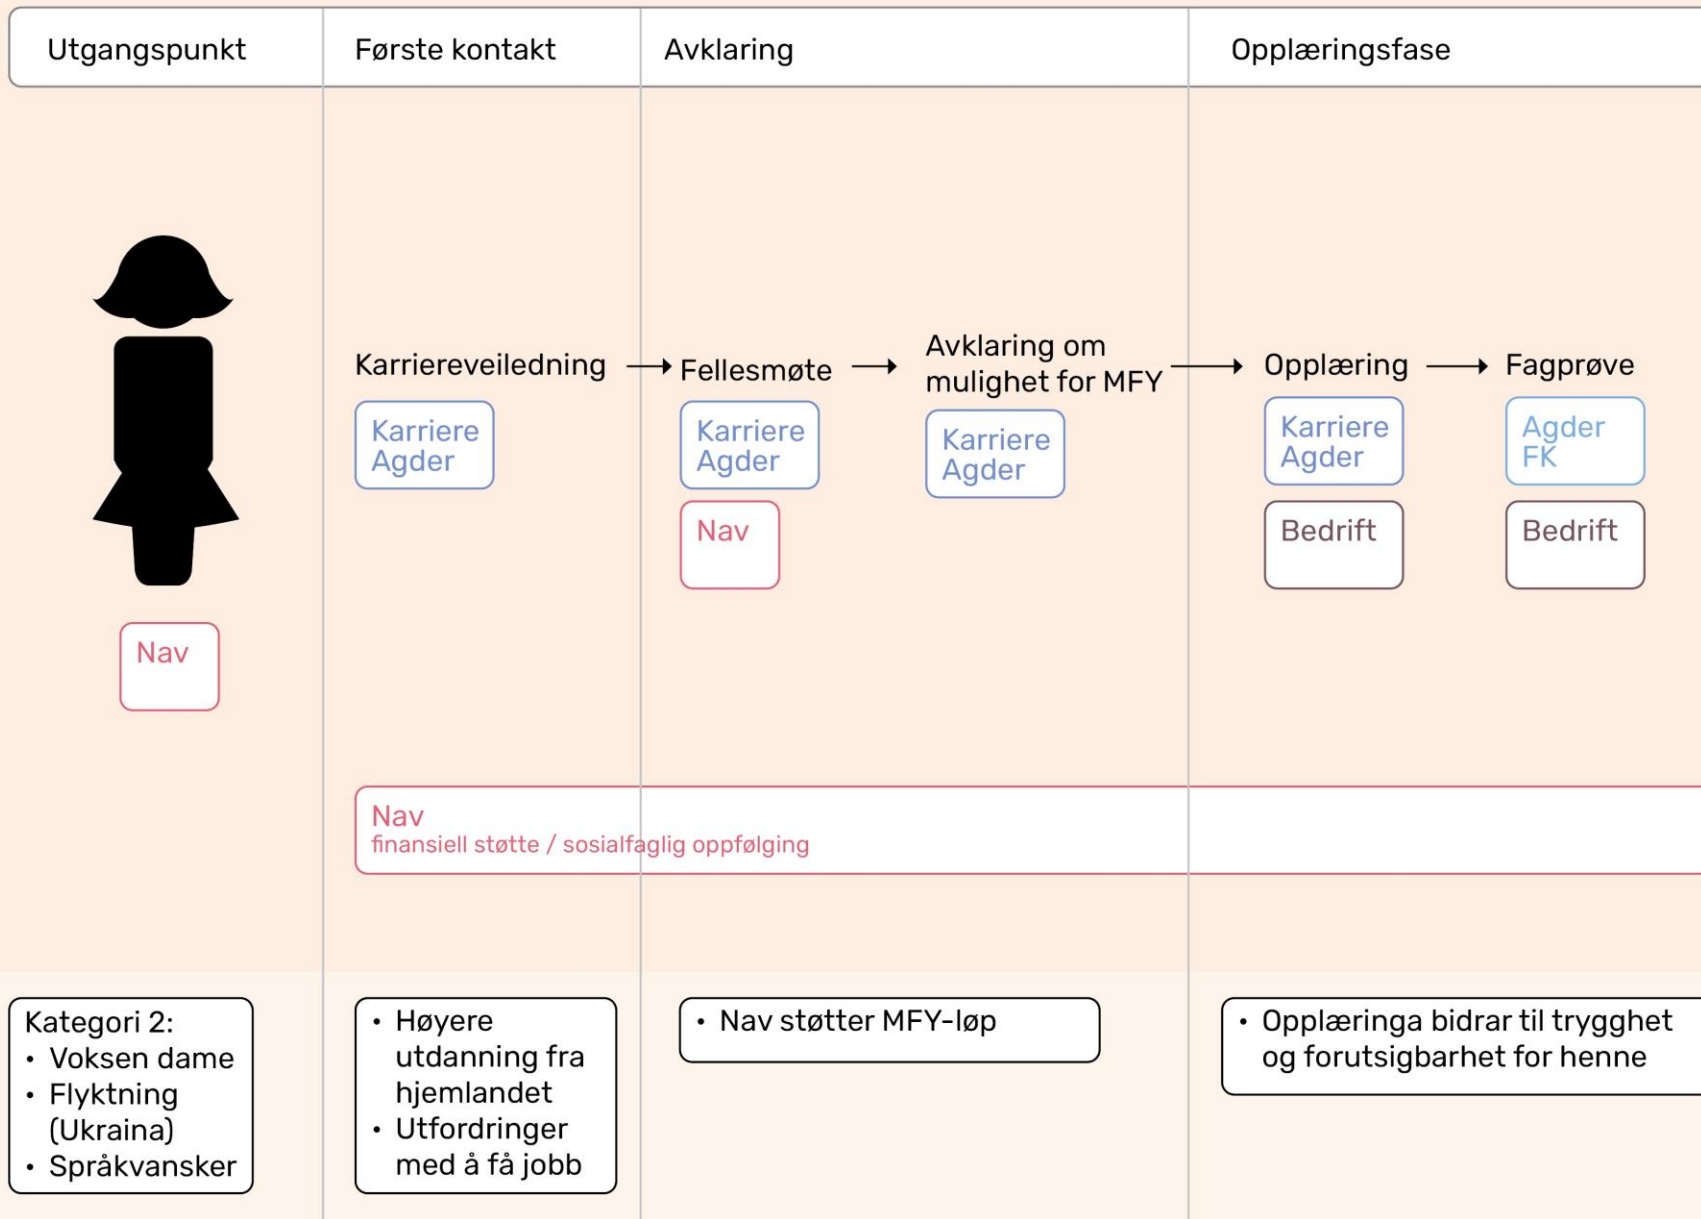 Utgangspunkt
Første kontakt
Avklaring
Opplæringsfase
Karriereveiledning
Fellesmøte
Avklaring om
mulighet for MFY
Opplæring
Fagprøve
Karriere
Agder
Karriere
Agder
Nav
Karriere
Agder
Karriere
Agder
Bedrift
Agder
FK
Bedrift
Nav
Nav
finansiell støtte / sosialfaglig oppfølging
Kategori 2:
• Voksen dame
• Flyktning
(Ukraina)
• Språkvansker
• Høyere
utdanning fra
hjemlandet
• Utfordringer
med å få jobb
• Nav støtter MFY-løp
• Opplæringa bidrar til trygghet
og forutsigbarhet for henne